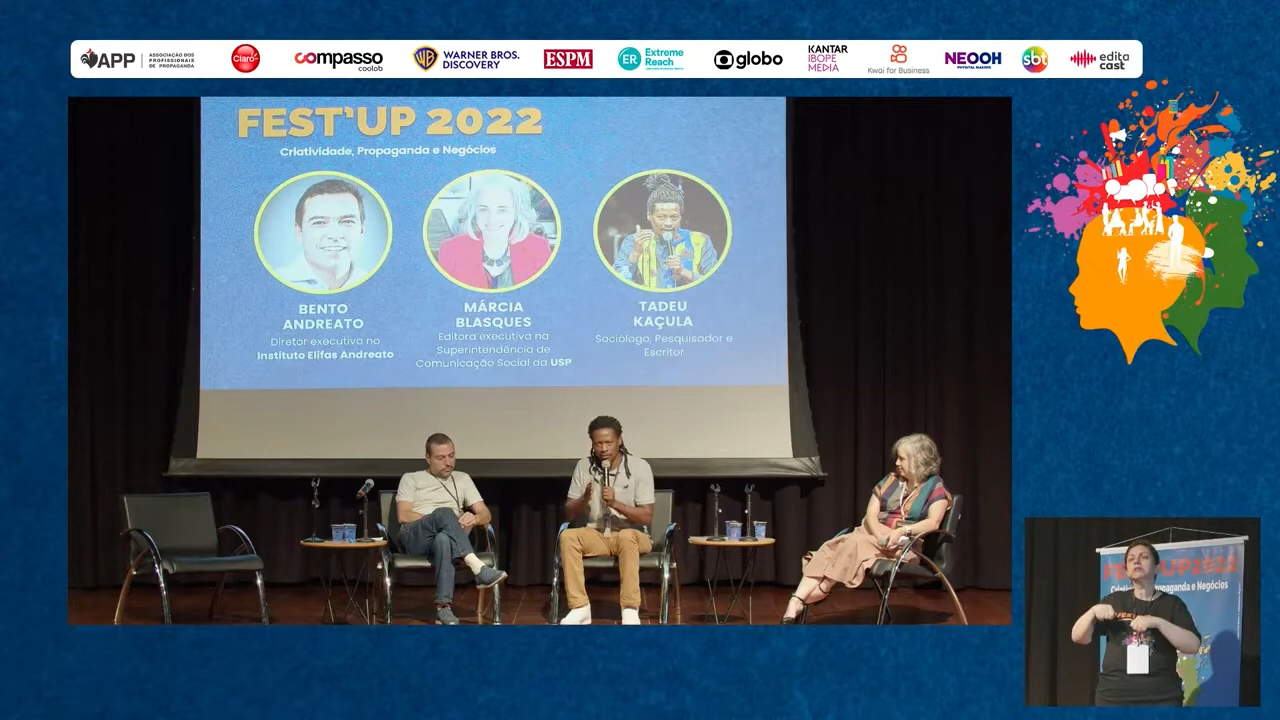 APP
ASSOCIAÇÃO DOS
PROFISSIONAIS
DE PROPAGANDA
Claro
compasso
coolab
WARNER BROS.
DISCOVERY
ESPM
ER
Extreme
Reach
globo
KANTAR
IBOPE
MEDIA
Kwai for Business
NEOOH
sbt
edita
cast
FEST'UP 2022
Criatividade, Propaganda e Negócios
BENTO
ANDREATO
Diretor executivo no
Instituto Elifas Andreato
MÁRCIA
BLASQUES
Editora executiva na
Superintendência de
Comunicação Social da USP
TADEU
KAÇULA
Sociólogo, Pesquisador e
Escritor